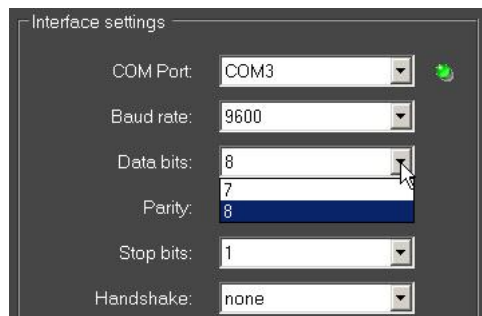 Interface settings
COM Port: COM3
Baud rate: 9600
Data bits: 8
7
Parity: 8
Stop bits: 1
Handshake: none